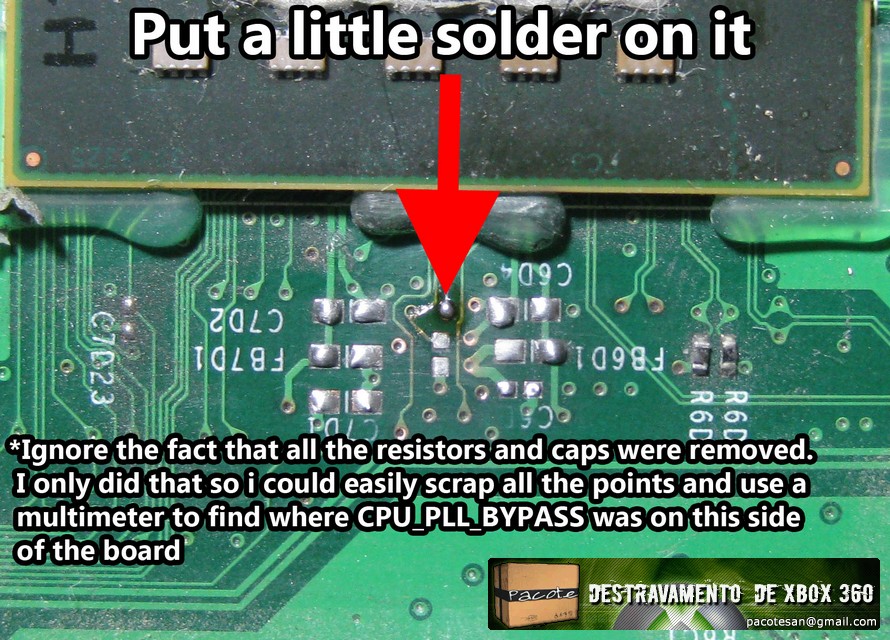 Put a little solder on it
H
C6D4
C7D2
FB7D1
FB6D1
C7D23
C7D1
R6D
R6D
*Ignore the fact that all the resistors and caps were removed.
I only did that so i could easily scrap all the points and use a
multimeter to find where CPU_PLL_BYPASS was on this side
of the board
Pacote
DESTRAVAMENTO DE XBOX 360
pacotesan@gmail.com